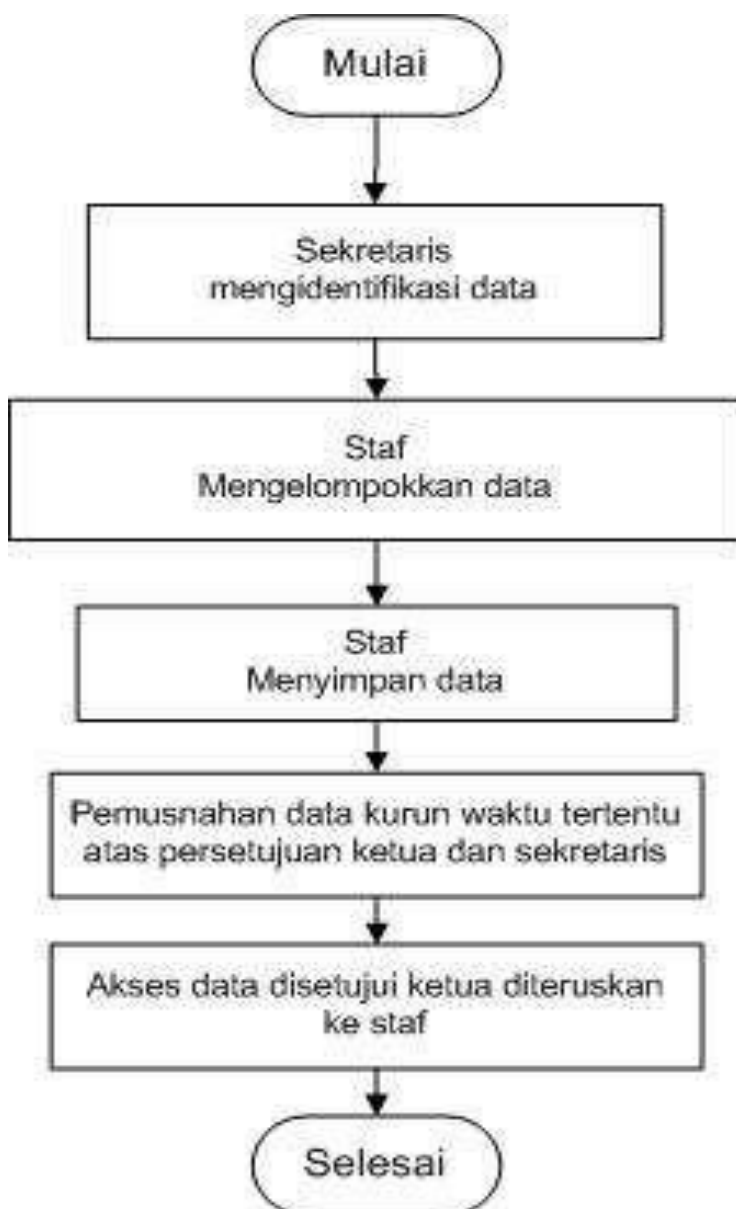 Mulai
Sekretaris
mengidentifikasi data
Staf
Mengelompokkan data
Staf
Menyimpan data
Pemusnahan data kurun waktu tertentu
atas persetujuan ketua dan sekretaris
Akses data disetujui ketua diteruskan
ke staf
Selesai